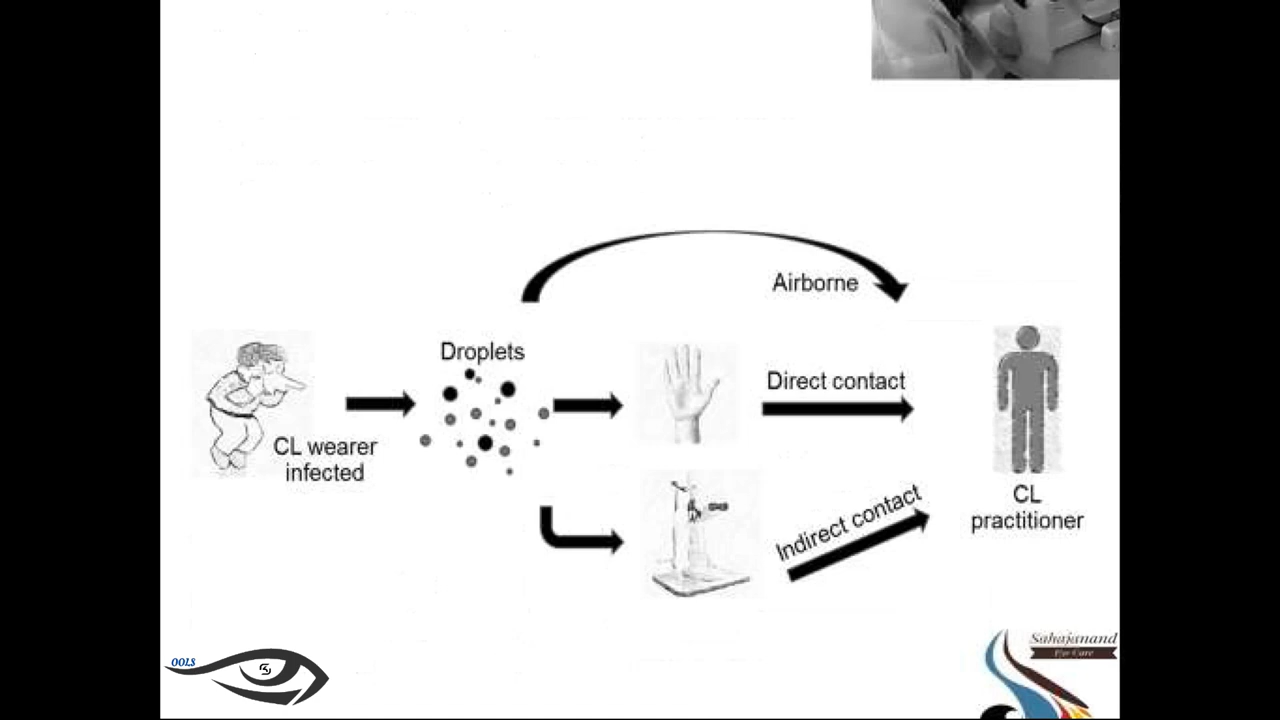 Airborne
Droplets
Direct contact
CL wearer
infected
Indirect contact
CL
practitioner
OOLS
Sahajanand
Eye Care